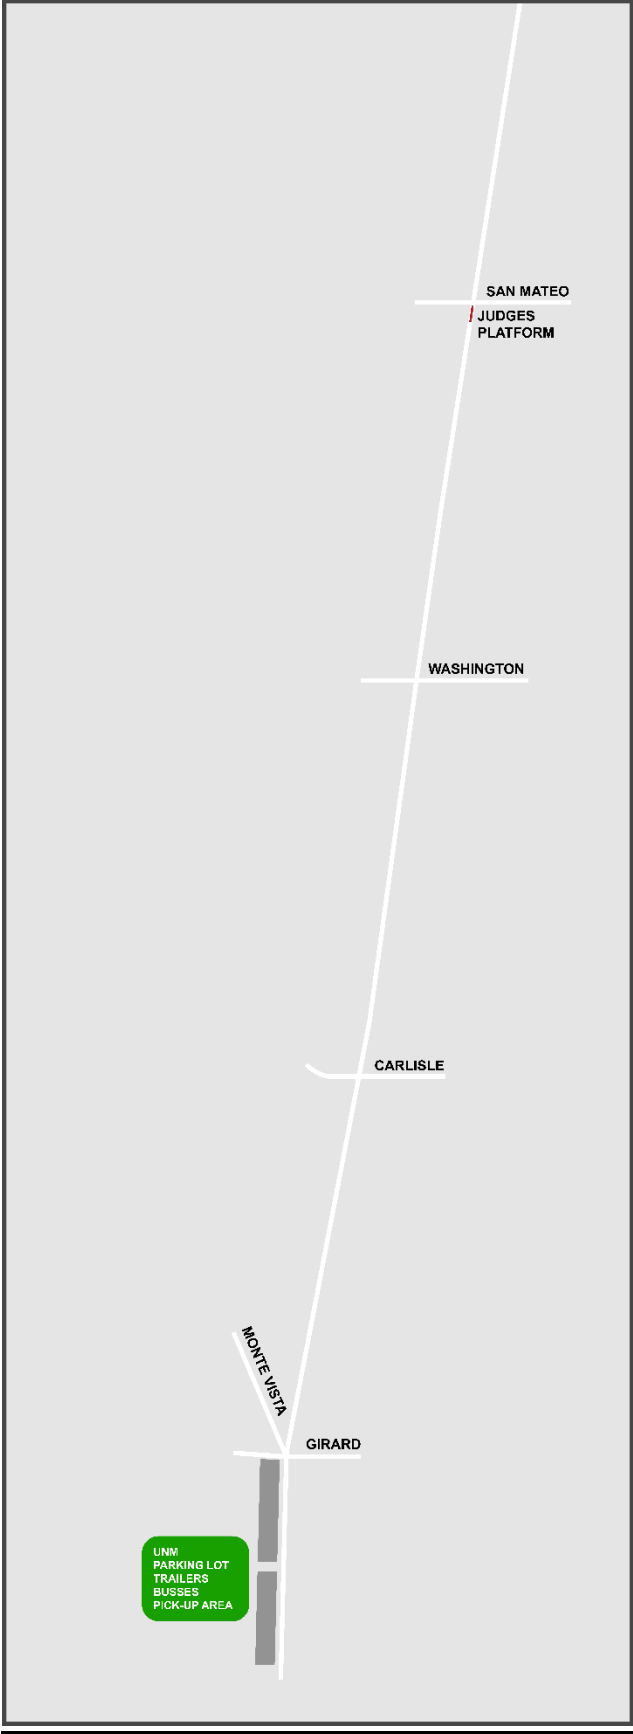 SAN MATEO
JUDGES
PLATFORM
WASHINGTON
CARLISLE
MONTE VISTA
GIRARD
UNM
PARKING LOT
TRAILERS
BUSSES
PICK-UP AREA